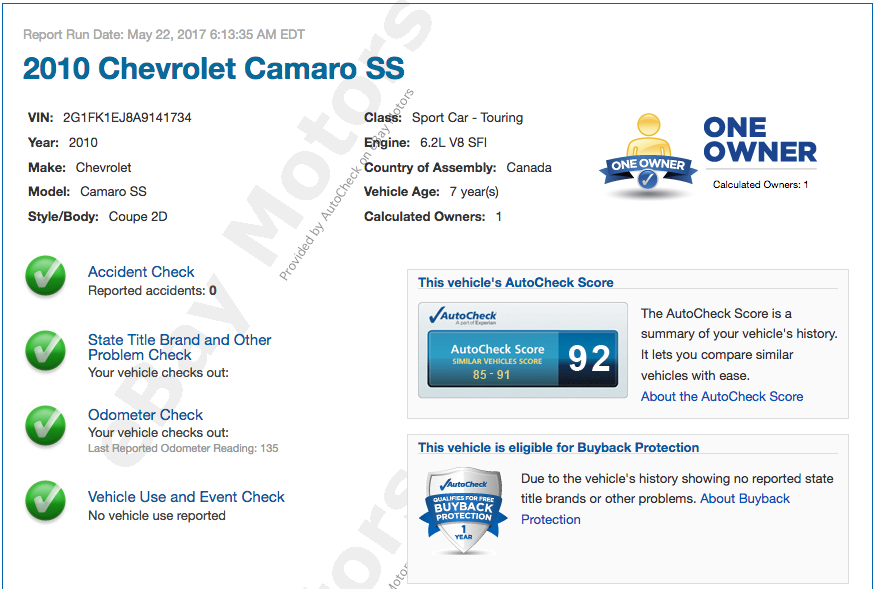 Report Run Date: May 22, 2017 6:13:35 AM EDT
2010 Chevrolet Camaro SS
VIN: 2G1FK1EJ8A9141734
Year: 2010
Make: Chevrolet
Model: Camaro SS
Style/Body: Coupe 2D
Class: Sport Car - Touring
Engine: 6.2L V8 SFI
Country of Assembly: Canada
Vehicle Age: 7 year(s)
Calculated Owners: 1
ONE OWNER
ONE
OWNER
Calculated Owners: 1
eBay Motors
Provided by AutoCheck on eBay Motors
Accident Check
Reported accidents: 0
State Title Brand and Other
Problem Check
Your vehicle checks out:
Odometer Check
Your vehicle checks out:
Last Reported Odometer Reading: 135
Vehicle Use and Event Check
No vehicle use reported
This vehicle's AutoCheck Score
AutoCheck
A part of Experian
AutoCheck Score
SIMILAR VEHICLES SCORE
85 - 91
92
The AutoCheck Score is a
summary of your vehicle's history.
It lets you compare similar
vehicles with ease.
About the AutoCheck Score
This vehicle is eligible for Buyback Protection
AutoCheck
QUALIFIES FOR FREE
BUYBACK
PROTECTION
1
YEAR
Due to the vehicle's history showing no reported state
title brands or other problems. About Buyback
Protection